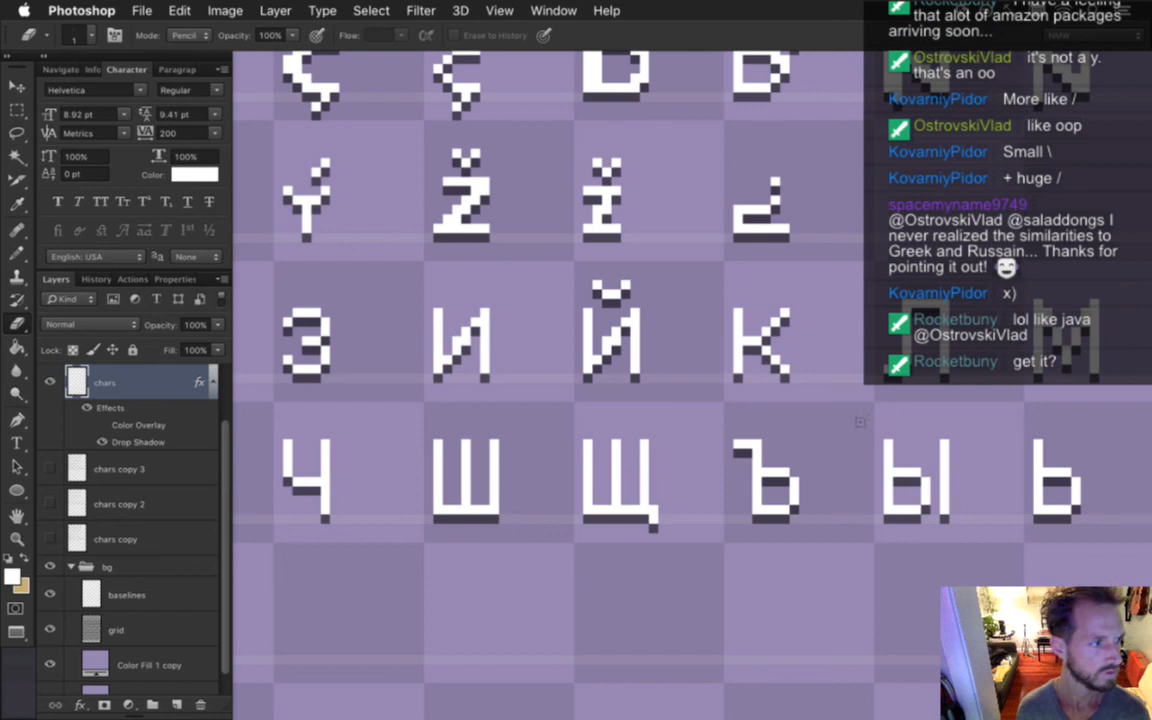 Photoshop File Edit Image Layer Type Select Filter 3D View Window Help
1 Mode: Pencil Opacity: 100% Flow: Erase to History
Navigate Info Character Paragrap
Helvetica Regular
8.92 pt 9.41 pt
Metrics 200
100% 100%
0 pt Color:
English: USA None
Layers History Actions Properties
Kind
Normal Opacity: 100%
Lock: Fill: 100%
chars fx
Effects
Color Overlay
Drop Shadow
chars copy 3
chars copy 2
chars copy
bg
baselines
grid
Color Fill 1 copy
З И Й К Л М
Ч Ш Щ Ъ Ы Ь
that alot of amazon packages
arriving soon...
OstrovskiVlad it's not a y.
that's an oo
KovarniyPidor More like /
OstrovskiVlad like oop
KovarniyPidor Small \
KovarniyPidor + huge /
spacemyname9749
@OstrovskiVlad @saladdongs I
never realized the similarities to
Greek and Russain... Thanks for
pointing it out!
KovarniyPidor x)
Rocketbuny lol like java
@OstrovskiVlad
Rocketbuny get it?